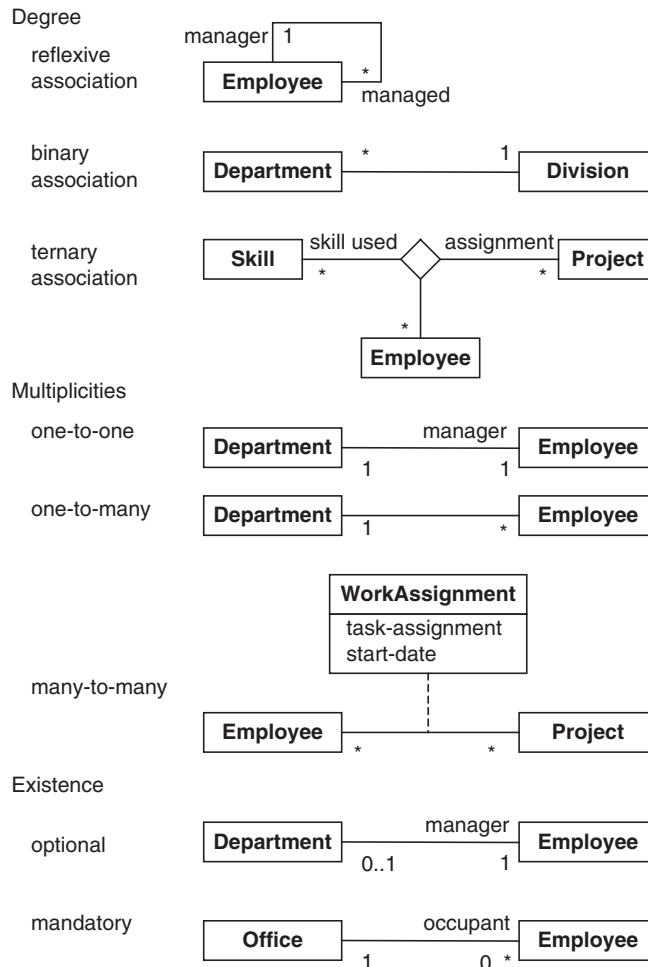 Degree
manager 1
reflexive
association
Employee
*
managed
binary
association
Department
*
1
Division
ternary
association
Skill
skill used
*
assignment
*
Project
*
Employee
Multiplicities
one-to-one
Department
manager
Employee
1
1
one-to-many
Department
Employee
1
*
WorkAssignment
task-assignment
start-date
many-to-many
Employee
Project
*
*
Existence
optional
Department
manager
Employee
0..1
1
mandatory
Office
occupant
Employee
1
0..*